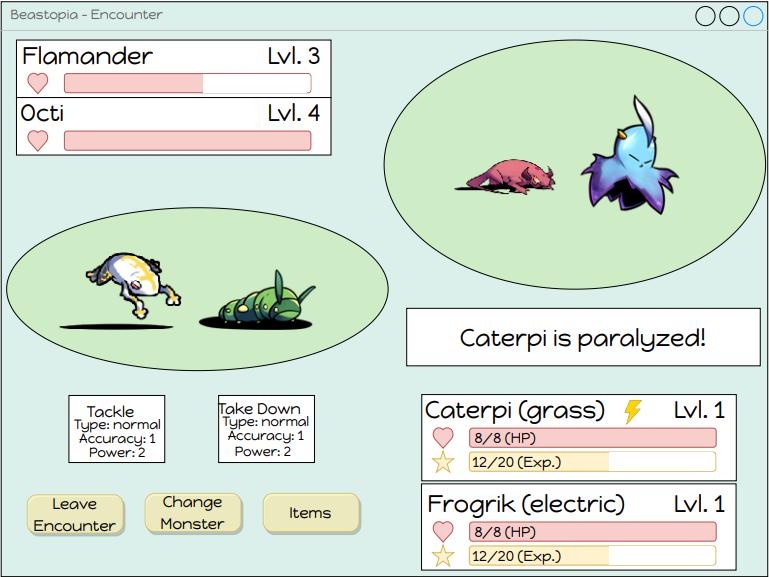 Beastopia - Encounter
Flamander Lvl. 3
Octi Lvl. 4
Caterpi is paralyzed!
Tackle
Type: normal
Accuracy: 1
Power: 2
Take Down
Type: normal
Accuracy: 1
Power: 2
Caterpi (grass) Lvl. 1
8/8 (HP)
12/20 (Exp.)
Frogrik (electric) Lvl. 1
8/8 (HP)
12/20 (Exp.)
Leave
Encounter
Change
Monster
Items